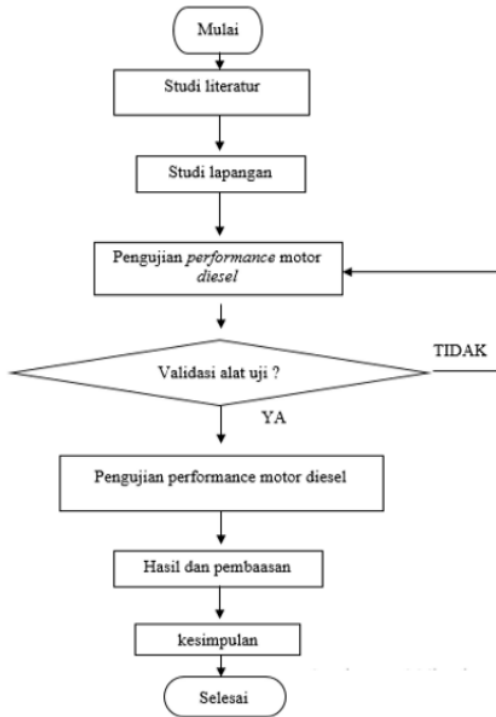 Mulai
Studi literatur
Studi lapangan
Pengujian performance motor
diesel
Validasi alat uji ?
TIDAK
YA
Pengujian performance motor diesel
Hasil dan pembaasan
kesimpulan
Selesai